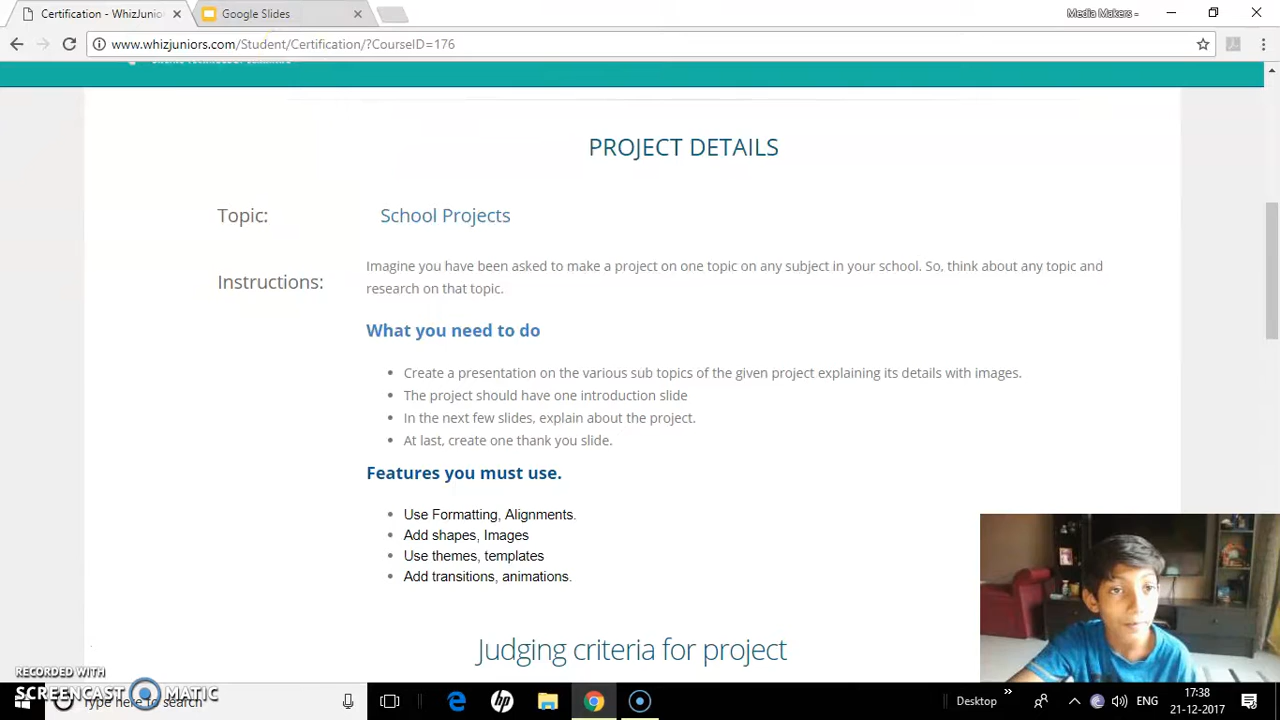 Certification - WhizJunior
Google Slides
Media Makers -
www.whizjuniors.com/Student/Certification/?CourseID=176
PROJECT DETAILS
Topic:
School Projects
Instructions:
Imagine you have been asked to make a project on one topic on any subject in your school. So, think about any topic and
research on that topic.
What you need to do
• Create a presentation on the various sub topics of the given project explaining its details with images.
• The project should have one introduction slide
• In the next few slides, explain about the project.
• At last, create one thank you slide.
Features you must use.
• Use Formatting, Alignments.
• Add shapes, Images
• Use themes, templates
• Add transitions, animations.
Judging criteria for project
RECORDED WITH
SCREENCAST MATIC
Type here to search
Desktop
ENG
17:38
21-12-2017